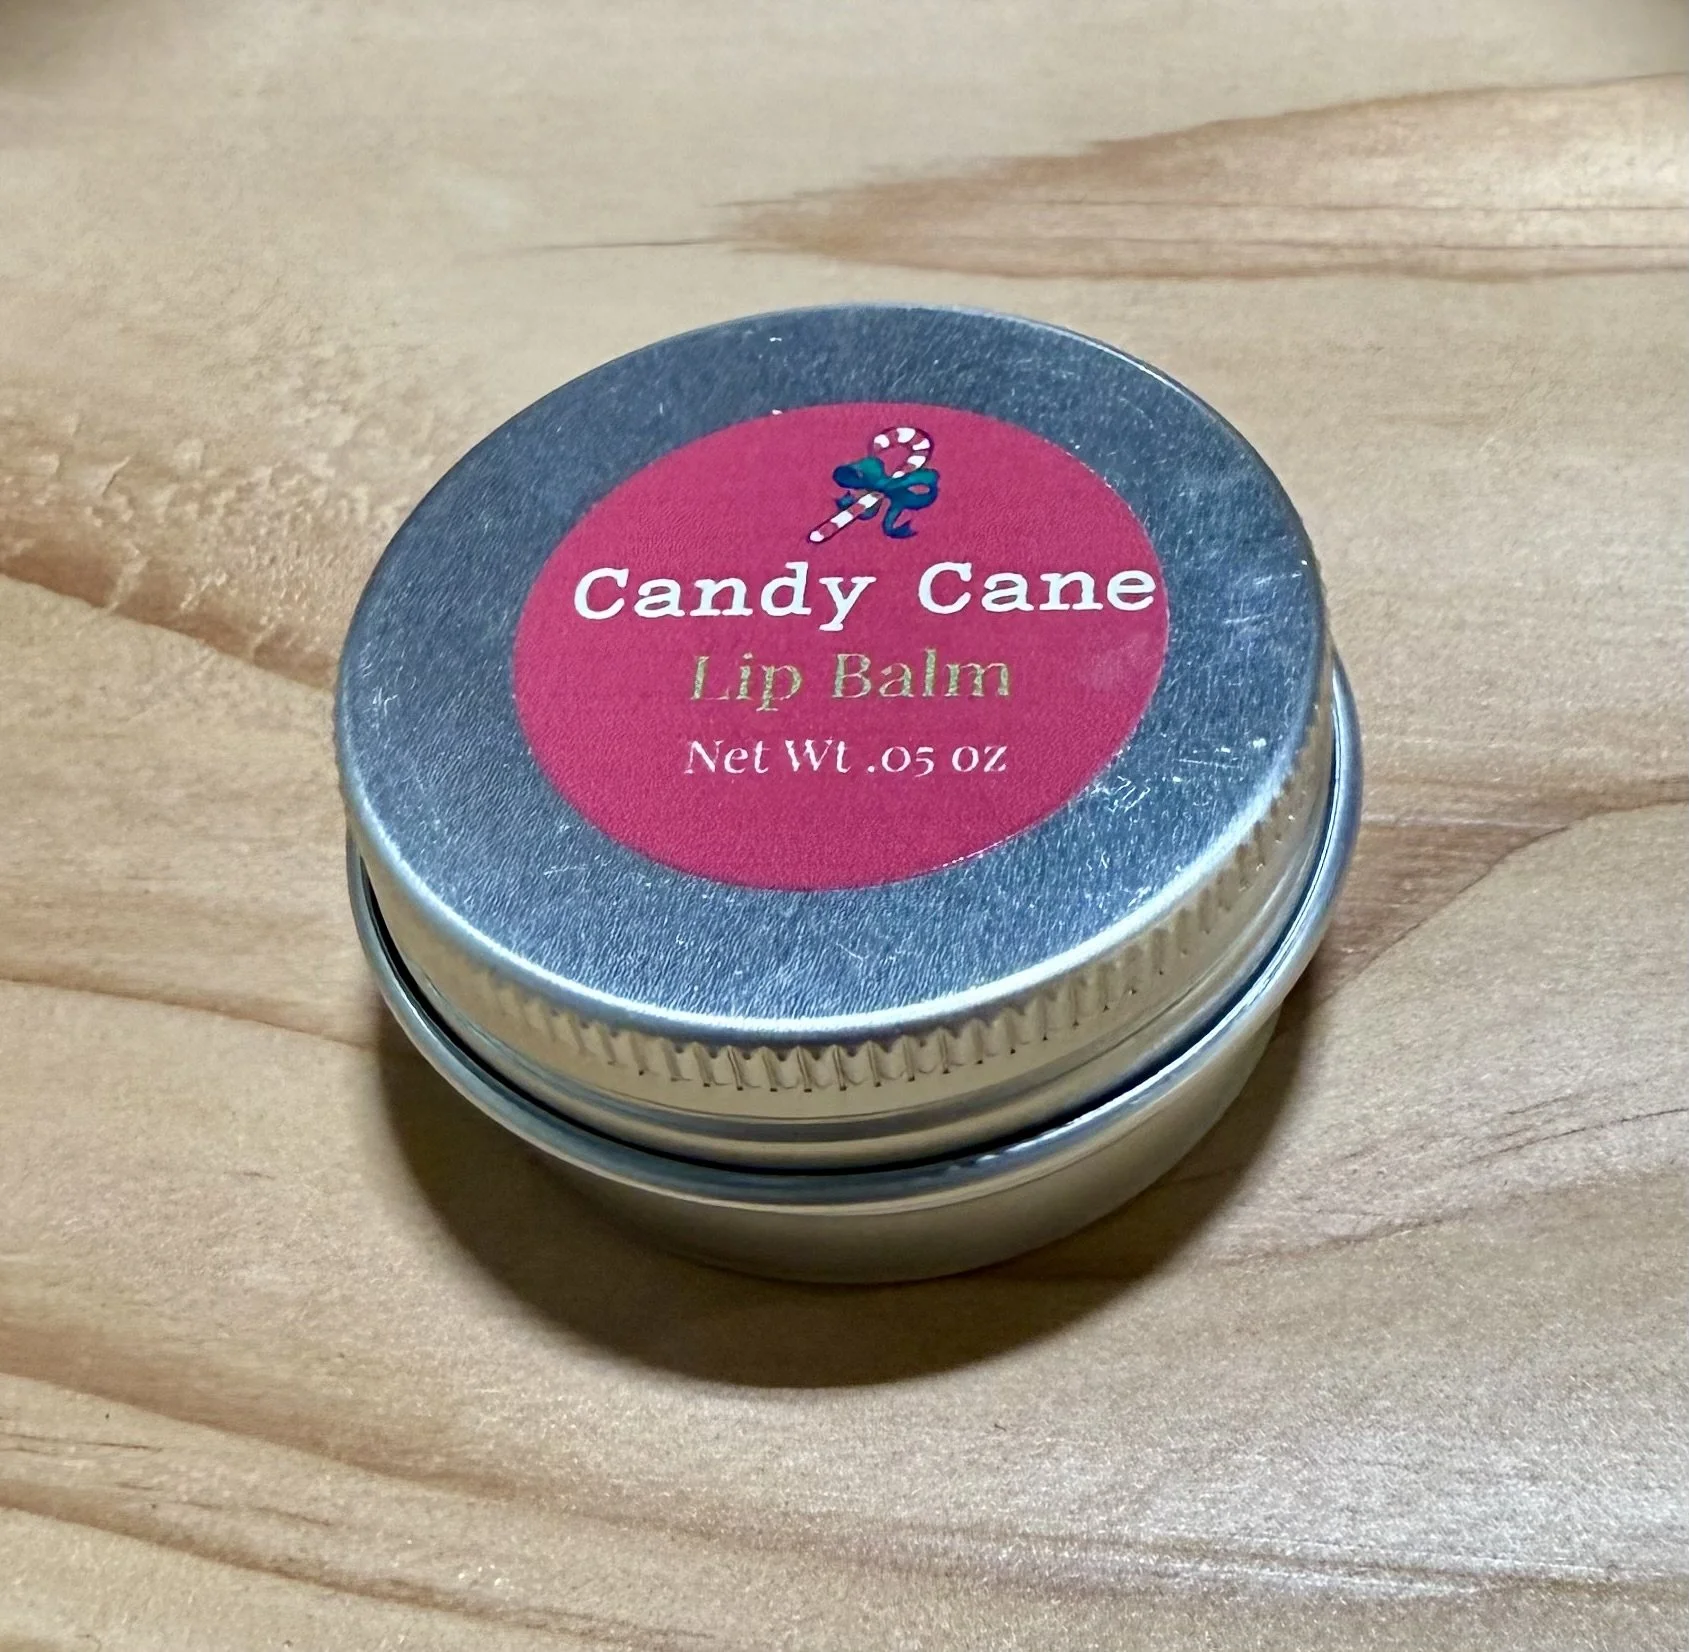 Candy Cane
Lip Balm
Net Wt .05 oz